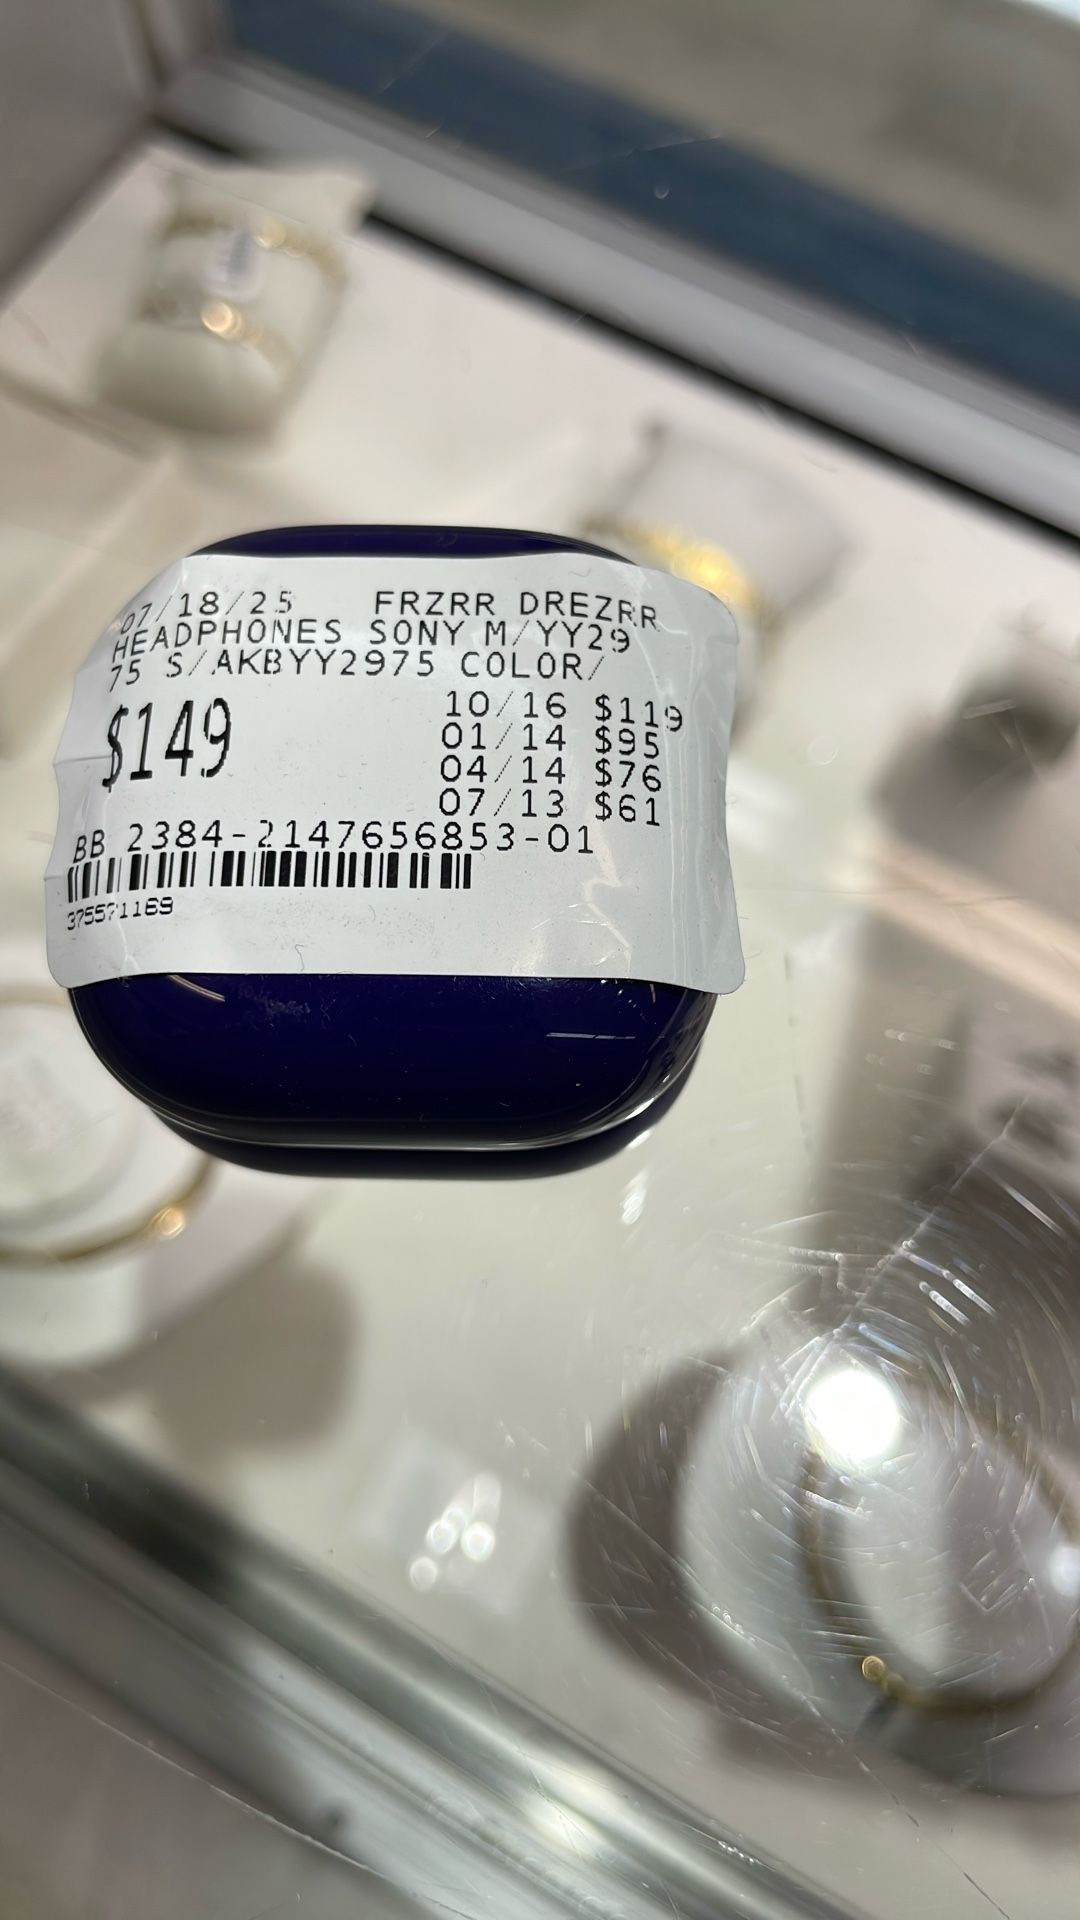 07/18/25 FRZRR DREZRR
HEADPHONES SONY M/YY29
75 S/AKBYY2975 COLOR/
$149
10/16 $119
01/14 $95
04/14 $76
07/13 $61
BB 2384-2147656853-01
375571169